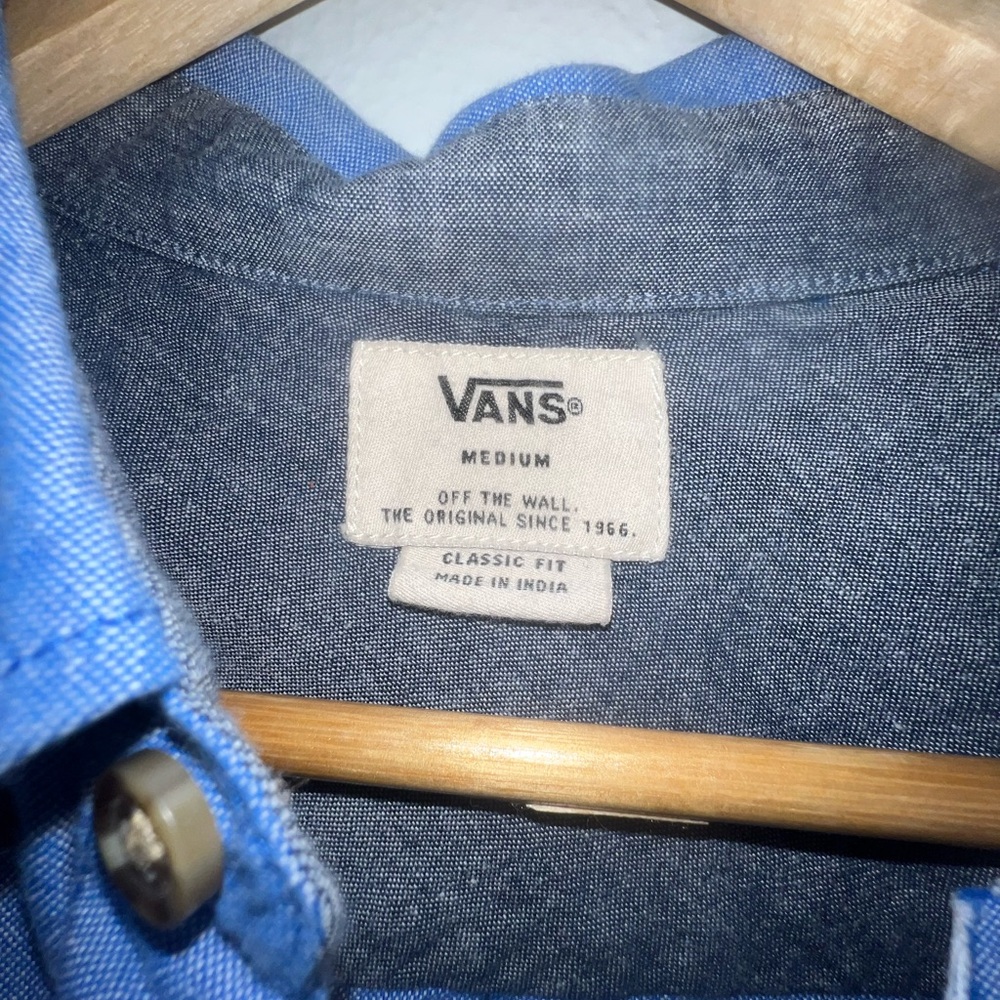 VANS®
MEDIUM
OFF THE WALL.
THE ORIGINAL SINCE 1966.
CLASSIC FIT
MADE IN INDIA